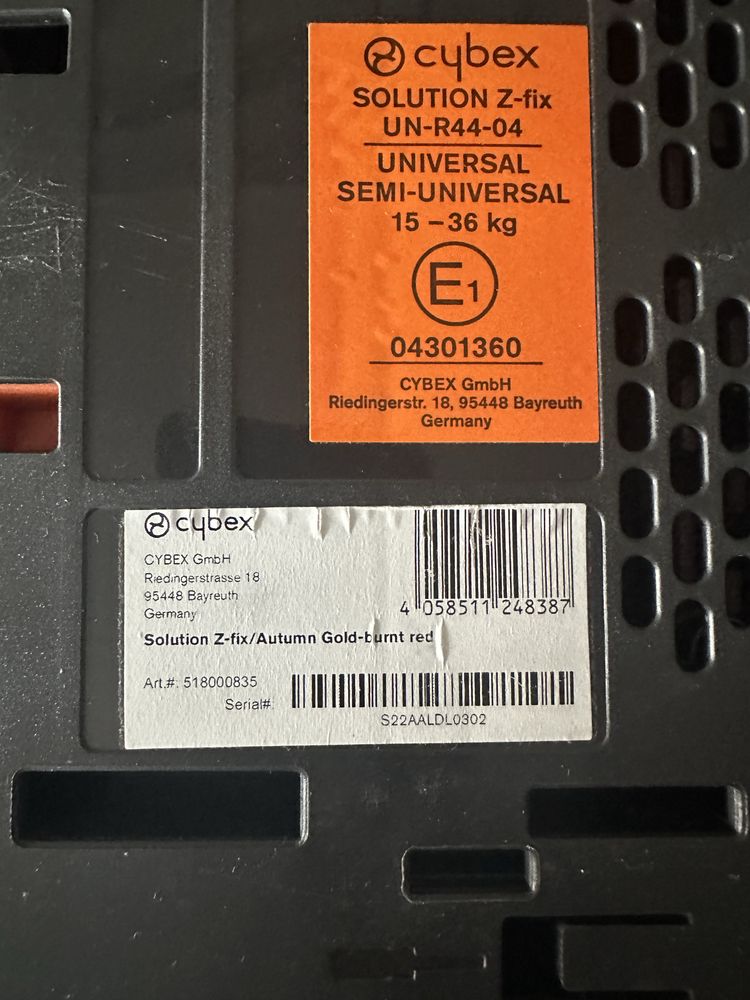 cybex
SOLUTION Z-fix
UN-R44-04
UNIVERSAL
SEMI-UNIVERSAL
15 – 36 kg
E1
04301360
CYBEX GmbH
Riedingerstr. 18, 95448 Bayreuth
Germany
cybex
CYBEX GmbH
Riedingerstrasse 18
95448 Bayreuth
Germany
4 058511 248387
Solution Z-fix/Autumn Gold-burnt red
Art.#: 518000835
Serial#:
S22AALDL0302